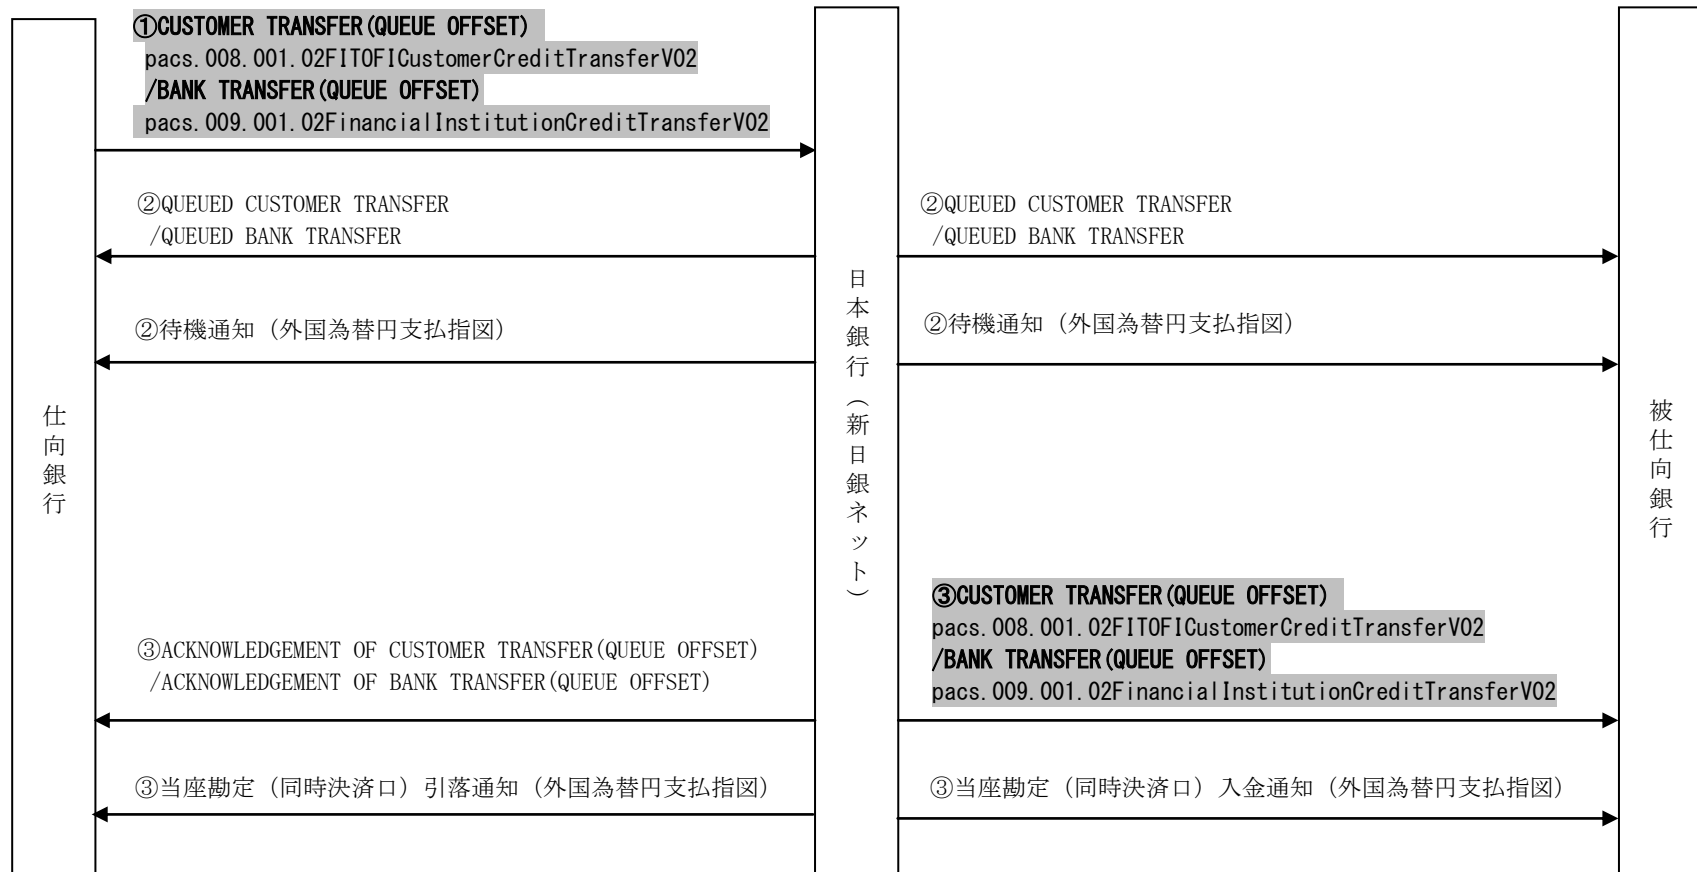 ①CUSTOMER TRANSFER(QUEUE OFFSET)
pacs.008.001.02FITOFICustomerCreditTransferV02
/BANK TRANSFER(QUEUE OFFSET)
pacs.009.001.02FinancialInstitutionCreditTransferV02
②QUEUED CUSTOMER TRANSFER
/QUEUED BANK TRANSFER
②QUEUED CUSTOMER TRANSFER
/QUEUED BANK TRANSFER
②待機通知（外国為替円支払指図）
②待機通知（外国為替円支払指図）
仕向銀行
日本銀行（新日銀ネット）
被仕向銀行
③ACKNOWLEDGEMENT OF CUSTOMER TRANSFER(QUEUE OFFSET)
/ACKNOWLEDGEMENT OF BANK TRANSFER(QUEUE OFFSET)
③CUSTOMER TRANSFER(QUEUE OFFSET)
pacs.008.001.02FITOFICustomerCreditTransferV02
/BANK TRANSFER(QUEUE OFFSET)
pacs.009.001.02FinancialInstitutionCreditTransferV02
③当座勘定（同時決済口）引落通知（外国為替円支払指図）
③当座勘定（同時決済口）入金通知（外国為替円支払指図）